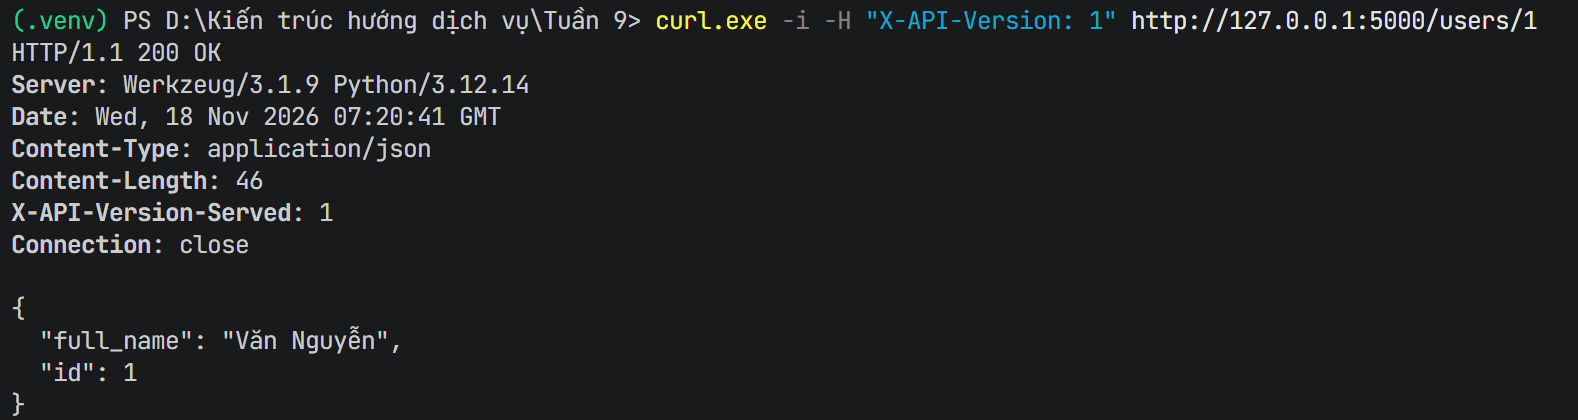 (.venv) PS D:\Kiến trúc hướng dịch vụ\Tuần 9> curl.exe -i -H "X-API-Version: 1" http://127.0.0.1:5000/users/1
HTTP/1.1 200 OK
Server: Werkzeug/3.1.9 Python/3.12.14
Date: Wed, 18 Nov 2026 07:20:41 GMT
Content-Type: application/json
Content-Length: 46
X-API-Version-Served: 1
Connection: close

{
  "full_name": "Văn Nguyễn",
  "id": 1
}